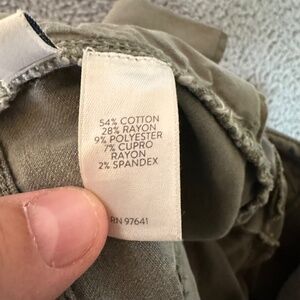 54% COTTON
28% RAYON
9% POLYESTER
7% CUPRO
RAYON
2% SPANDEX
RN 97641